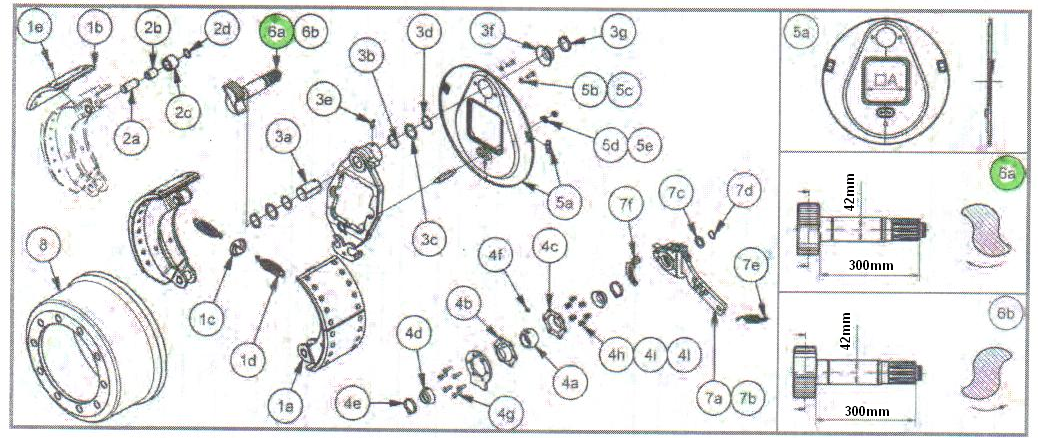 1e 1b 2b 2d 6a 6b 3d 3f 3g 5a
3b
2a 2c 3e 5b 5c
3a 5d 5e
□A
5a
7c 7d
7f
6a
42mm
300mm
8
3c
4f 4c
7e
1c
1d
4b
4d
4h 4i 4l
4a
1a 4e 4g 7a 7b
6b
42mm
300mm